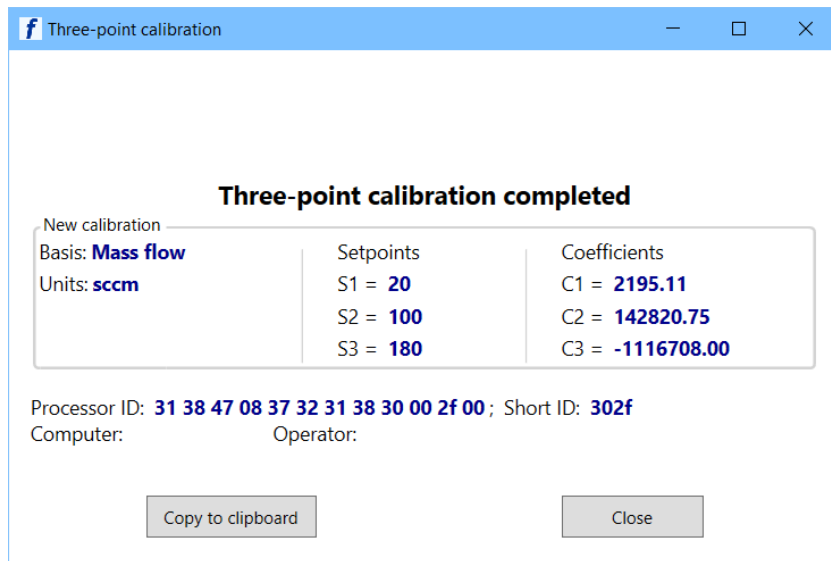 f Three-point calibration
Three-point calibration completed
New calibration
Basis: Mass flow
Units: sccm
Setpoints
S1 = 20
S2 = 100
S3 = 180
Coefficients
C1 = 2195.11
C2 = 142820.75
C3 = -1116708.00
Processor ID: 31 38 47 08 37 32 31 38 30 00 2f 00 ; Short ID: 302f
Computer: Operator:
Copy to clipboard
Close